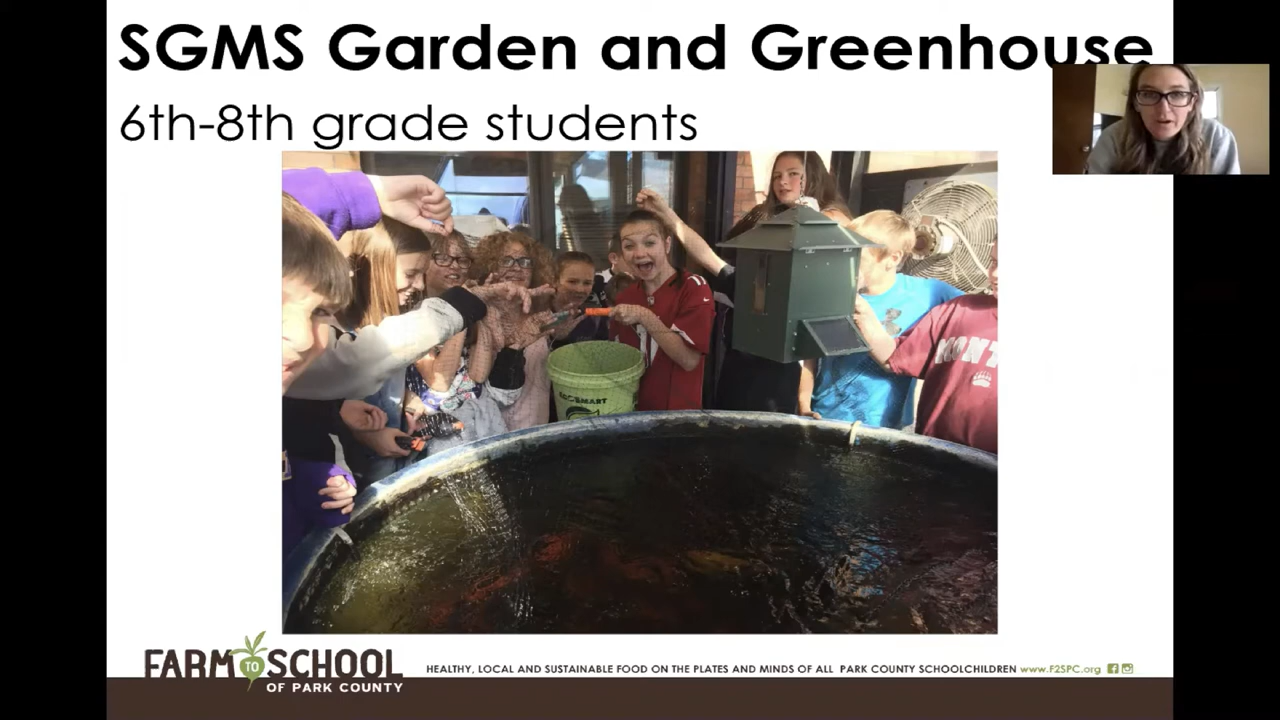 SGMS Garden and Greenhouse
6th-8th grade students
MONT
FARM TO SCHOOL
OF PARK COUNTY
HEALTHY, LOCAL AND SUSTAINABLE FOOD ON THE PLATES AND MINDS OF ALL PARK COUNTY SCHOOLCHILDREN www.F2SPC.org